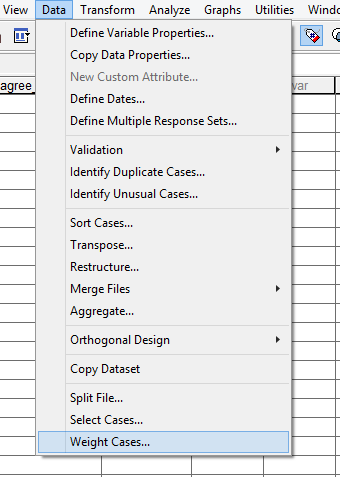 View Data Transform Analyze Graphs Utilities
Define Variable Properties...
Copy Data Properties...
New Custom Attribute...
agree_
var
Define Dates...
Define Multiple Response Sets...
Validation
Identify Duplicate Cases...
Identify Unusual Cases...
Sort Cases...
Transpose...
Restructure...
Merge Files
Aggregate...
Orthogonal Design
Copy Dataset
Split File...
Select Cases...
Weight Cases...